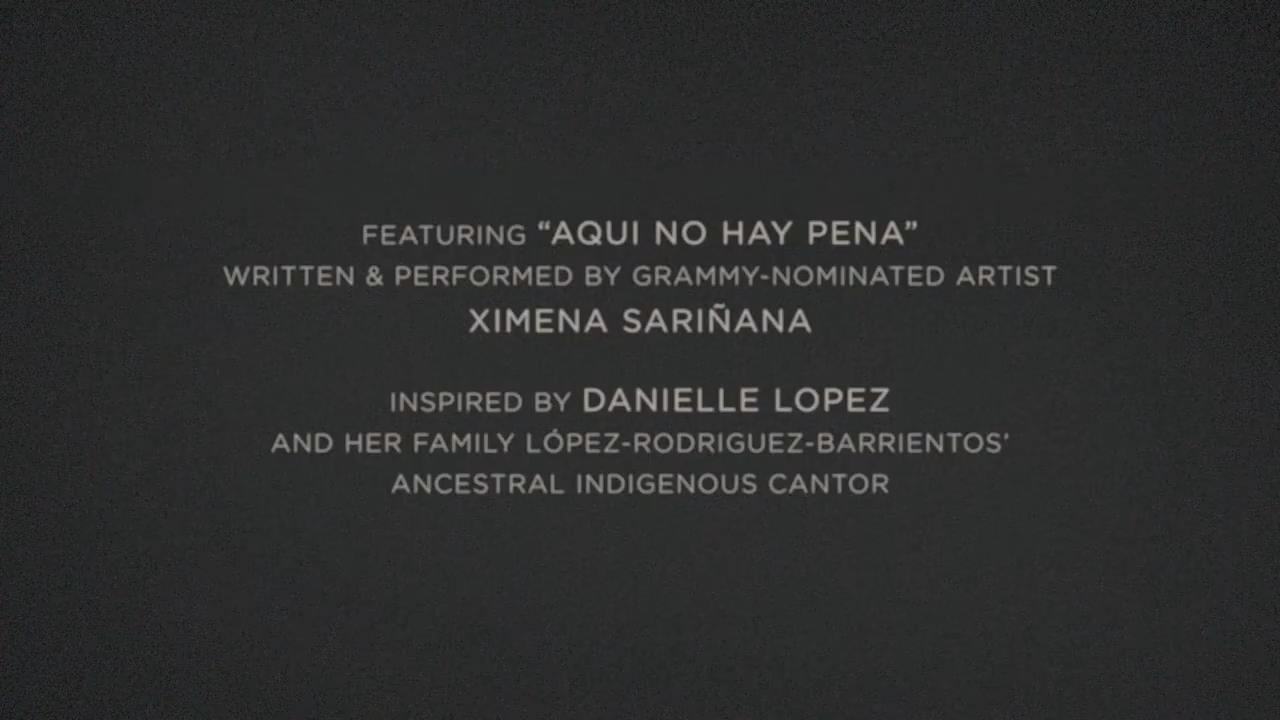 FEATURING “AQUI NO HAY PENA”
WRITTEN & PERFORMED BY GRAMMY-NOMINATED ARTIST
XIMENA SARIÑANA
INSPIRED BY DANIELLE LOPEZ
AND HER FAMILY LÓPEZ-RODRIGUEZ-BARRIENTOS’
ANCESTRAL INDIGENOUS CANTOR